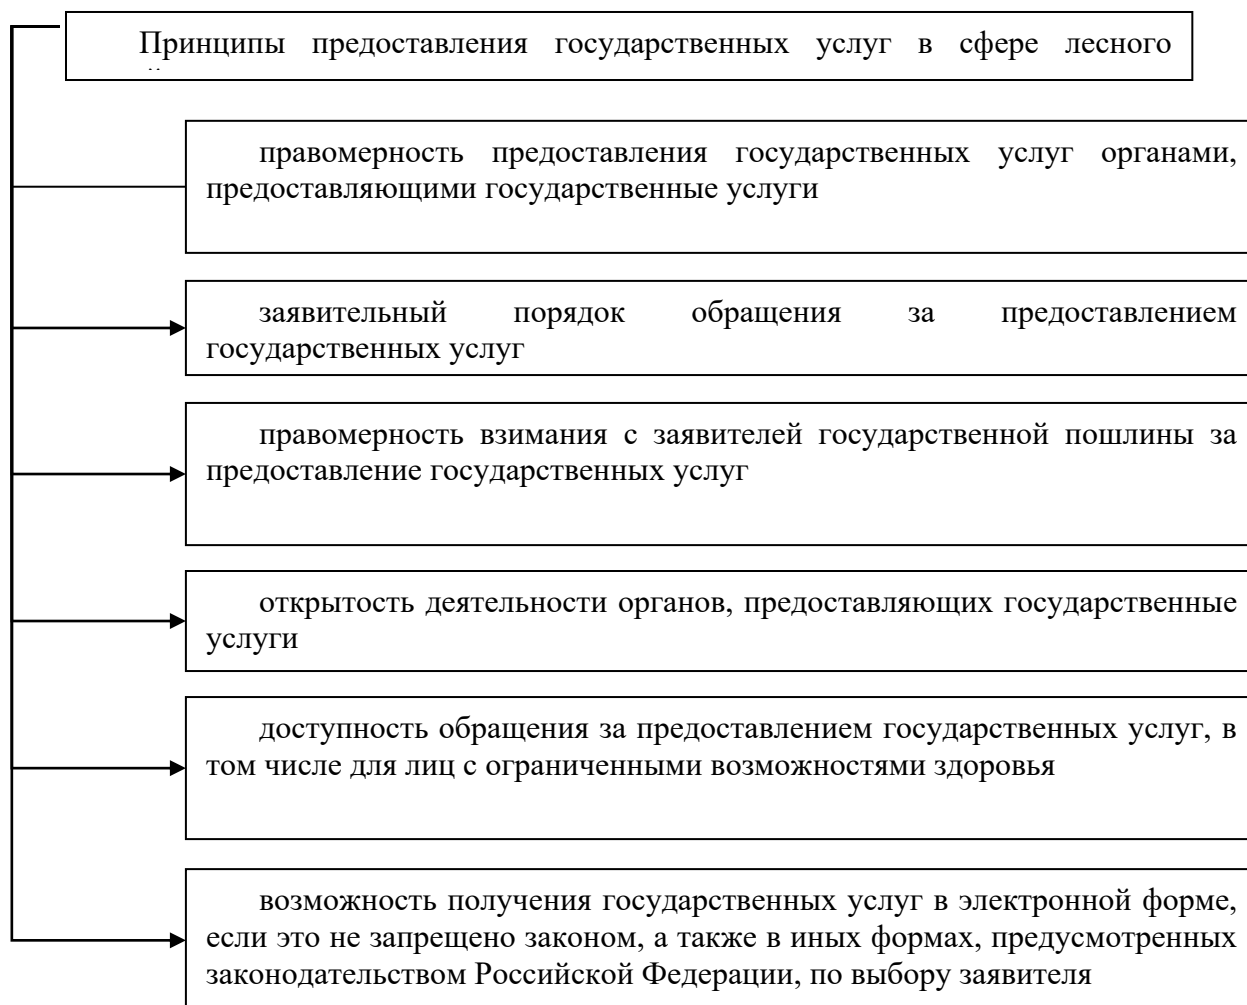 Принципы предоставления государственных услуг в сфере лесного
правомерность предоставления государственных услуг органами,
предоставляющими государственные услуги
заявительный порядок обращения за предоставлением
государственных услуг
правомерность взимания с заявителей государственной пошлины за
предоставление государственных услуг
открытость деятельности органов, предоставляющих государственные
услуги
доступность обращения за предоставлением государственных услуг, в
том числе для лиц с ограниченными возможностями здоровья
возможность получения государственных услуг в электронной форме,
если это не запрещено законом, а также в иных формах, предусмотренных
законодательством Российской Федерации, по выбору заявителя